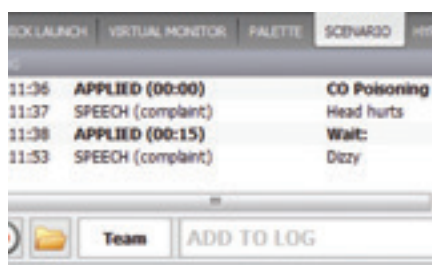 VIRTUAL MONITOR PALETTE SCENARIO
11:36 APPLIED (00:00) CO Poisoning
11:37 SPEECH (complaint) Head hurts
11:38 APPLIED (00:15) Wait:
11:53 SPEECH (complaint) Dizzy
Team ADD TO LOG